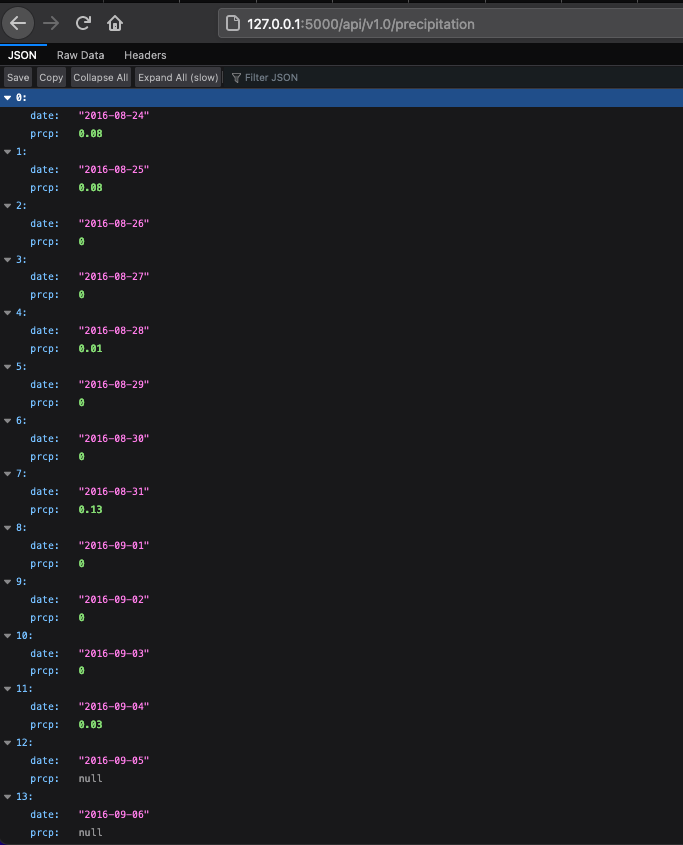 127.0.0.1:5000/api/v1.0/precipitation
JSON Raw Data Headers
Save Copy Collapse All Expand All (slow) Filter JSON
0:
date: "2016-08-24"
prcp: 0.08
1:
date: "2016-08-25"
prcp: 0.08
2:
date: "2016-08-26"
prcp: 0
3:
date: "2016-08-27"
prcp: 0
4:
date: "2016-08-28"
prcp: 0.01
5:
date: "2016-08-29"
prcp: 0
6:
date: "2016-08-30"
prcp: 0
7:
date: "2016-08-31"
prcp: 0.13
8:
date: "2016-09-01"
prcp: 0
9:
date: "2016-09-02"
prcp: 0
10:
date: "2016-09-03"
prcp: 0
11:
date: "2016-09-04"
prcp: 0.03
12:
date: "2016-09-05"
prcp: null
13:
date: "2016-09-06"
prcp: null